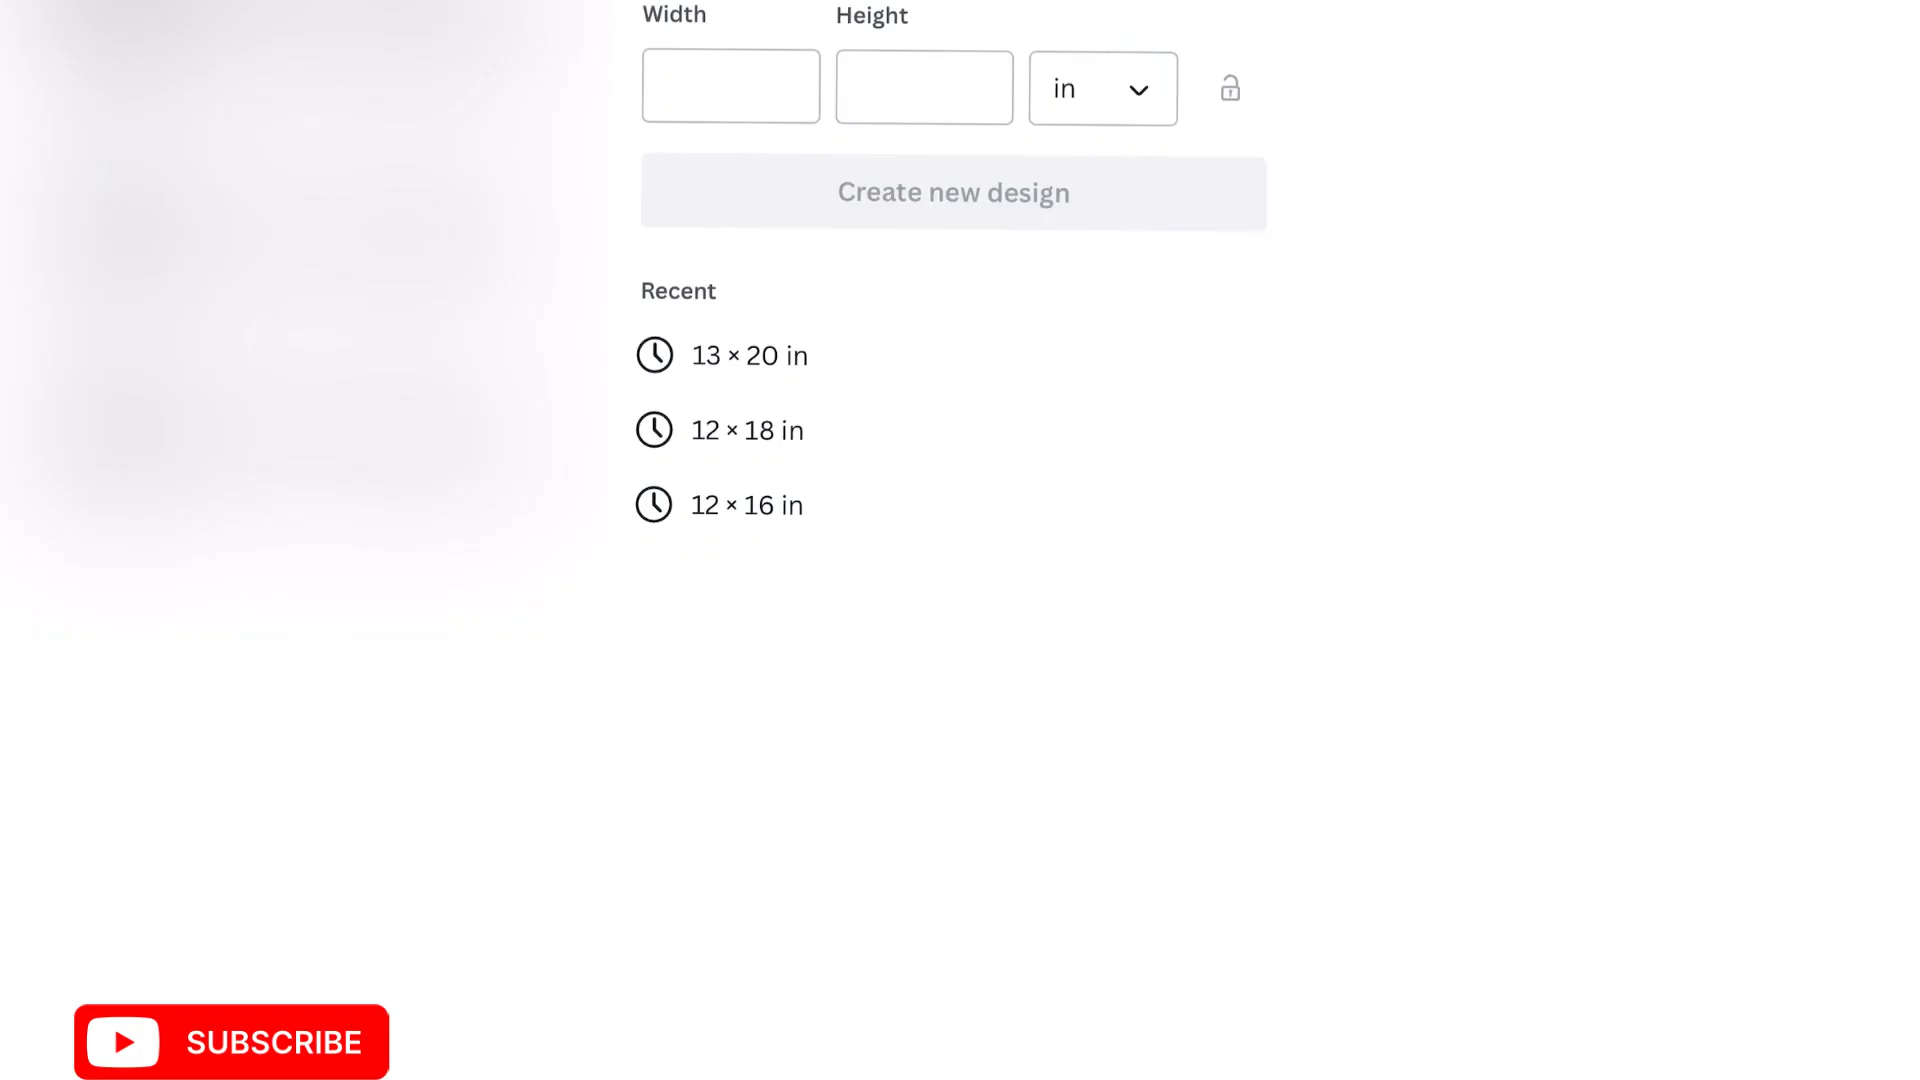 Width Height
in
Create new design
Recent
13 × 20 in
12 × 18 in
12 × 16 in
SUBSCRIBE